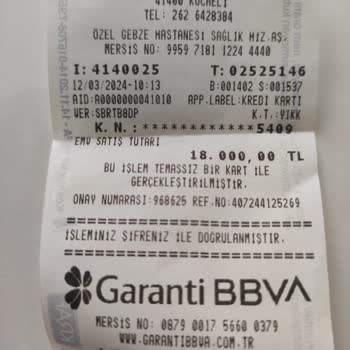 41400 KOCAELİ
TEL: 262 6428384
ÖZEL GEBZE HASTANESİ SAĞLIK HİZ.AŞ.
MERSİS NO: 9959 7181 1224 4440
I: 4140025 T: 02525146
12/03/2024 - 10:13 B:001402 S:001537
AID:A0000000041010 APP.LABEL:KREDI KARTI
VER:SBRTB8DP K.T.:YIKK
K. N.: ************5409
EMV SATIŞ TUTARI
18.000,00 TL
BU İŞLEM TEMASSIZ BİR KART İLE
GERÇEKLEŞTİRİLMİŞTİR.
ONAY NUMARASI:968625 REF.NO:407244125269
İŞLEMİNİZ ŞİFRENİZ İLE DOĞRULANMIŞTIR.
Garanti BBVA
MERSİS NO: 0879 0017 5660 0379
WWW.GARANTIBBVA.COM.TR